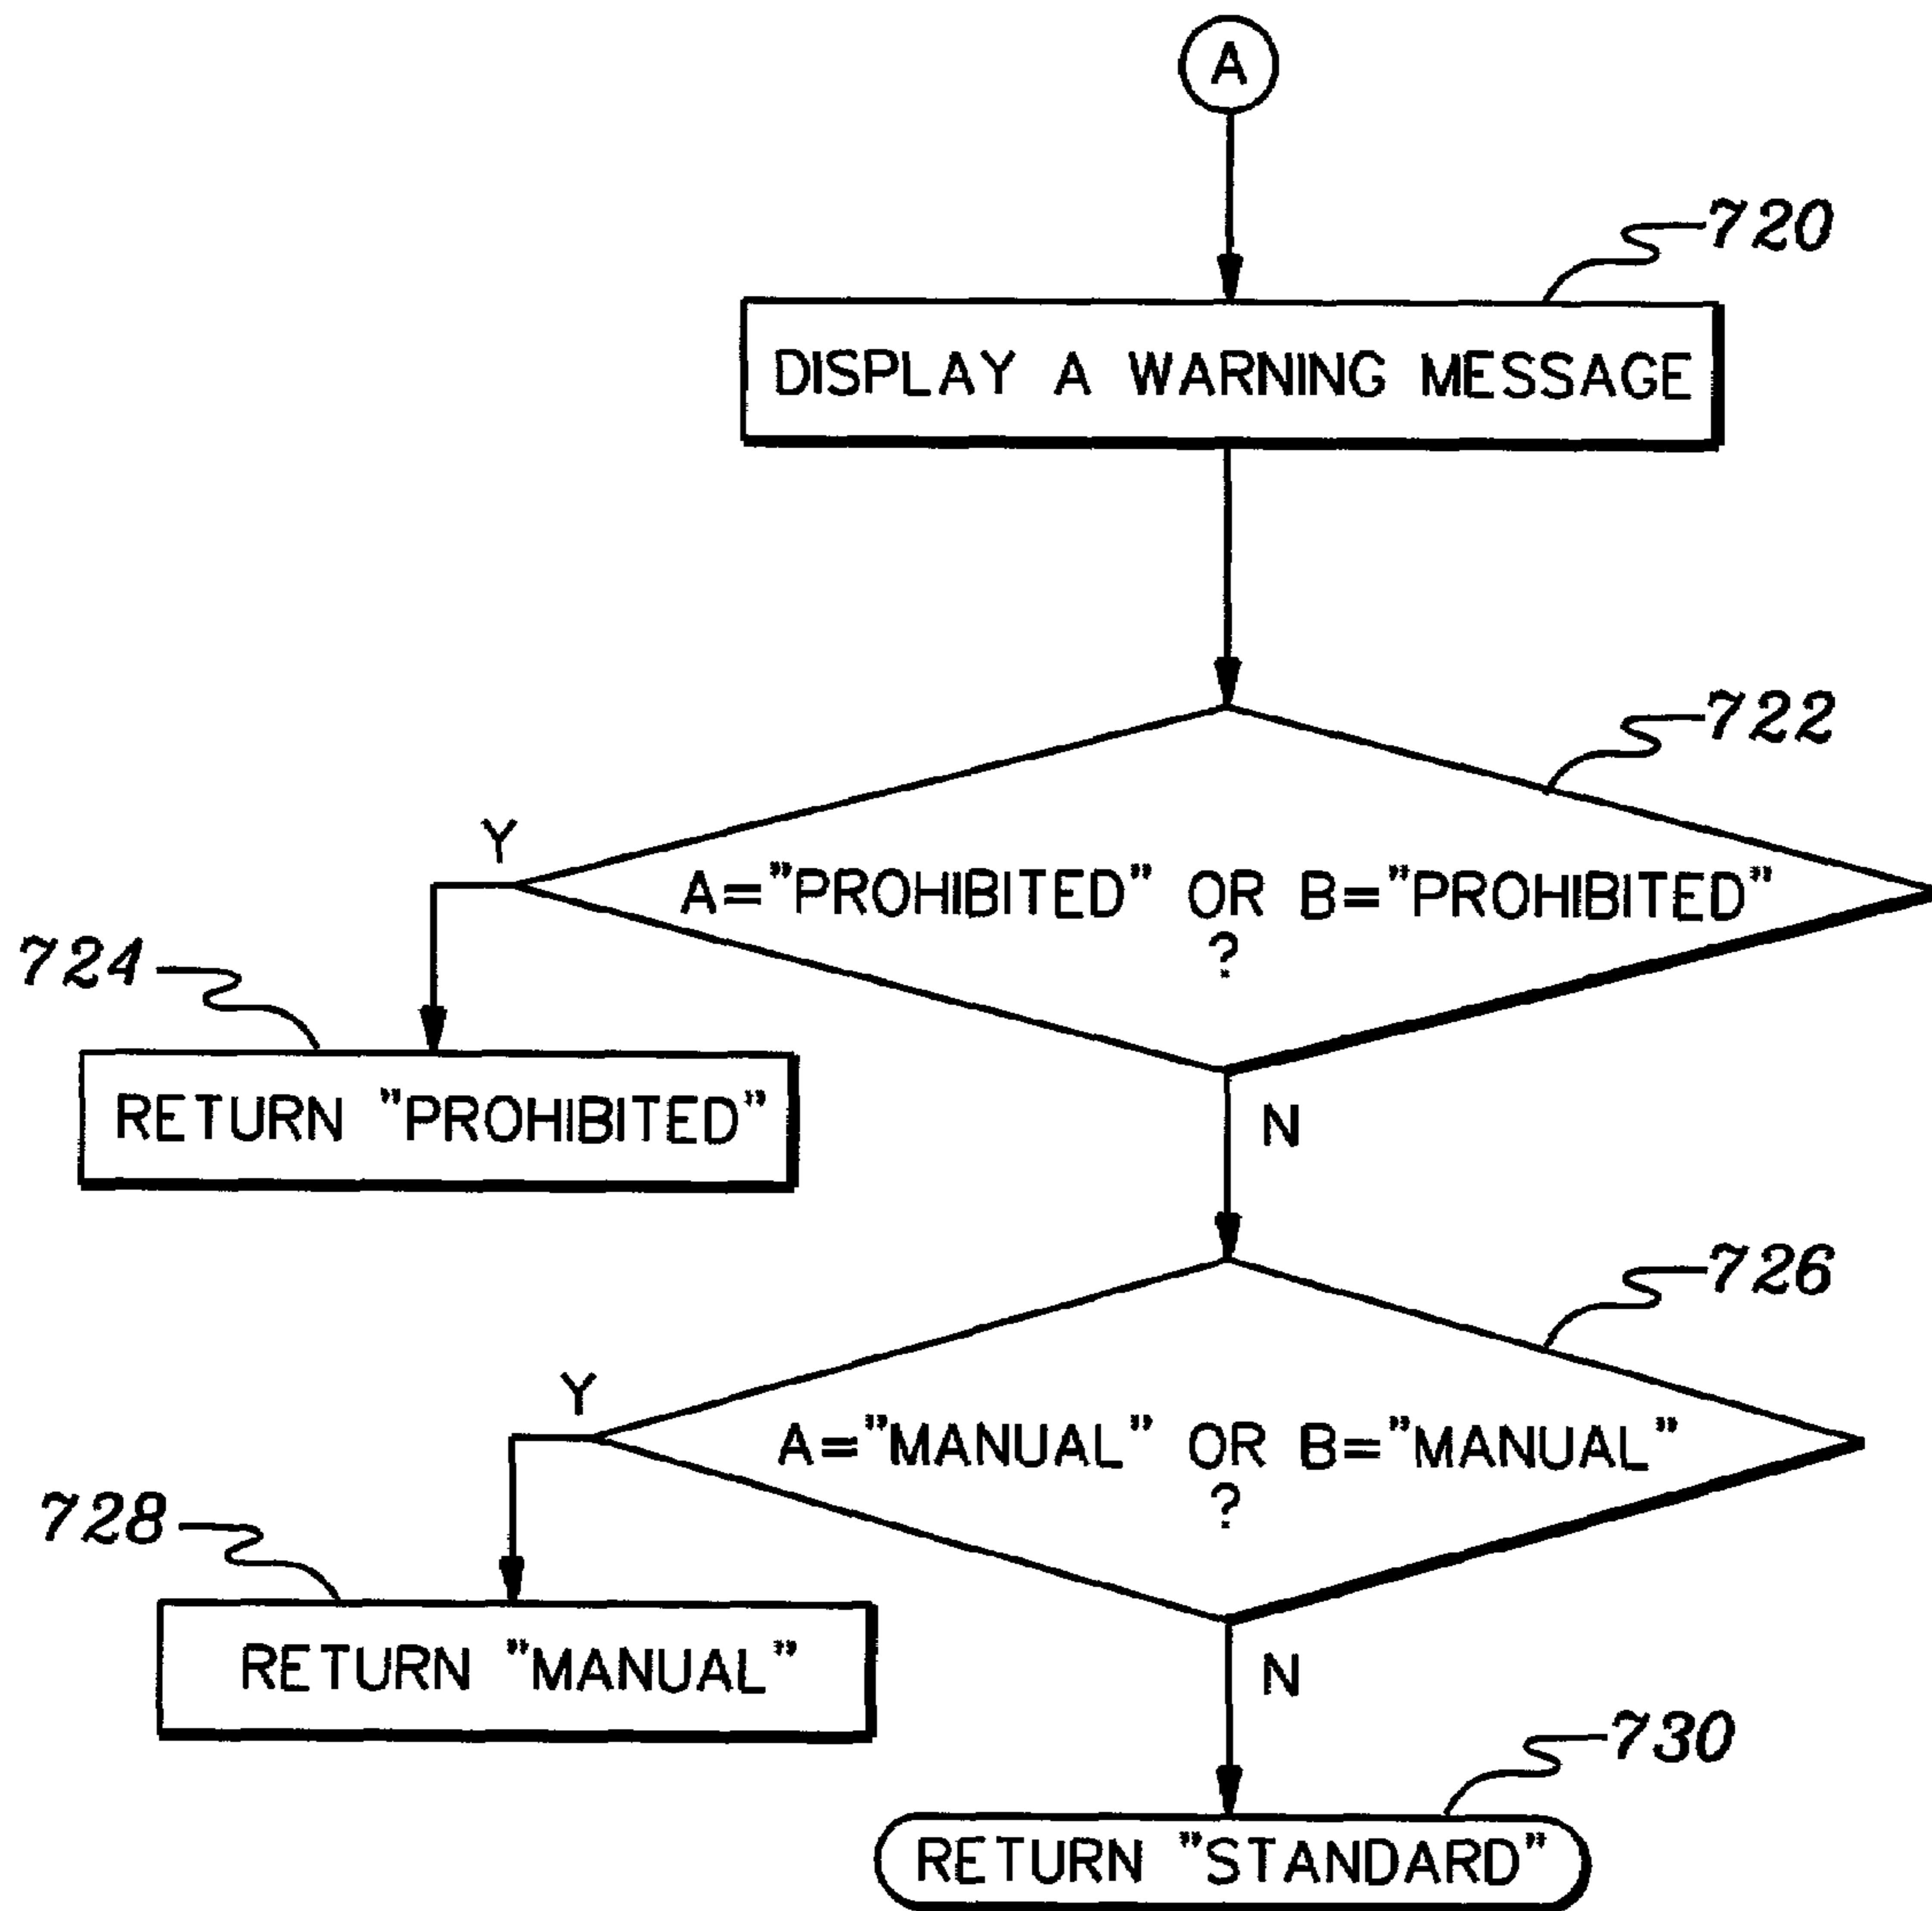 A
720
DISPLAY A WARNING MESSAGE
722
Y
A="PROHIBITED" OR B="PROHIBITED"
?
724
RETURN "PROHIBITED"
N
726
Y
A="MANUAL" OR B="MANUAL"
?
728
RETURN "MANUAL"
N
730
RETURN "STANDARD"